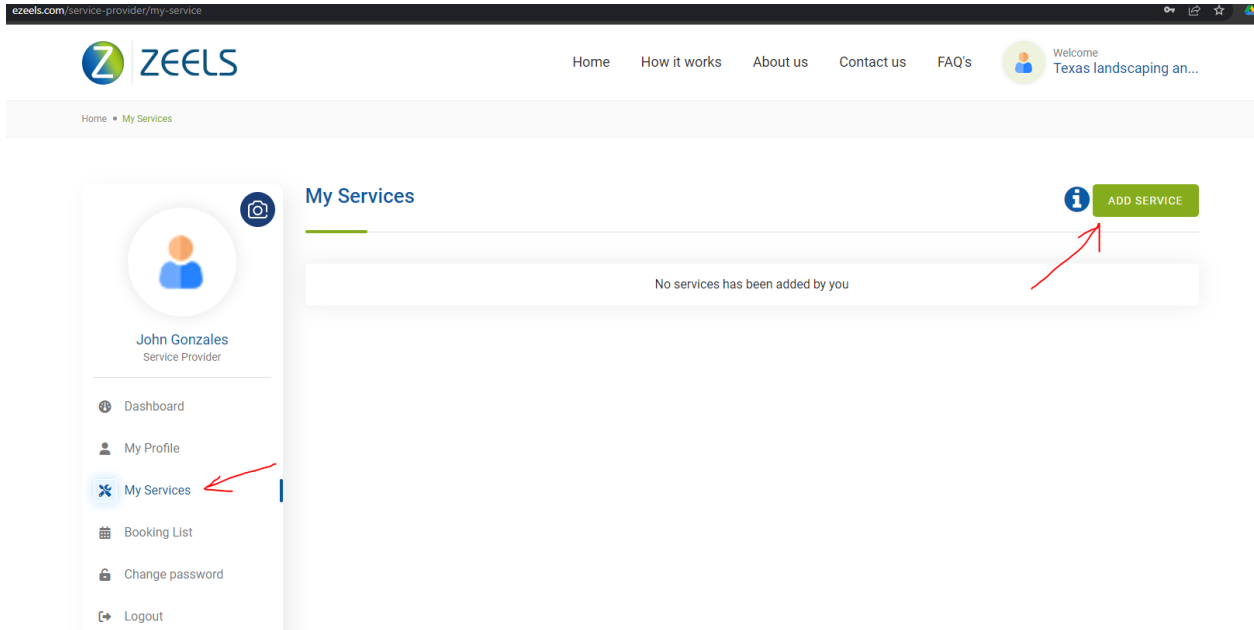 ezeels.com/service-provider/my-service
Z ZEELS
Home How it works About us Contact us FAQ's
Welcome
Texas landscaping an...
Home • My Services
My Services
i ADD SERVICE
No services has been added by you
John Gonzales
Service Provider
Dashboard
My Profile
My Services
Booking List
Change password
Logout